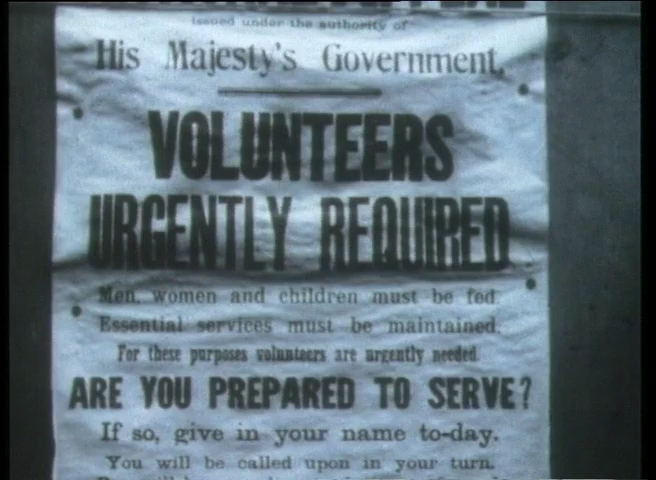 issued under the authority of
His Majesty's Government.
VOLUNTEERS
URGENTLY REQUIRED
Men, women and children must be fed.
Essential services must be maintained.
For these purposes volunteers are urgently needed.
ARE YOU PREPARED TO SERVE?
If so, give in your name to-day.
You will be called upon in your turn.